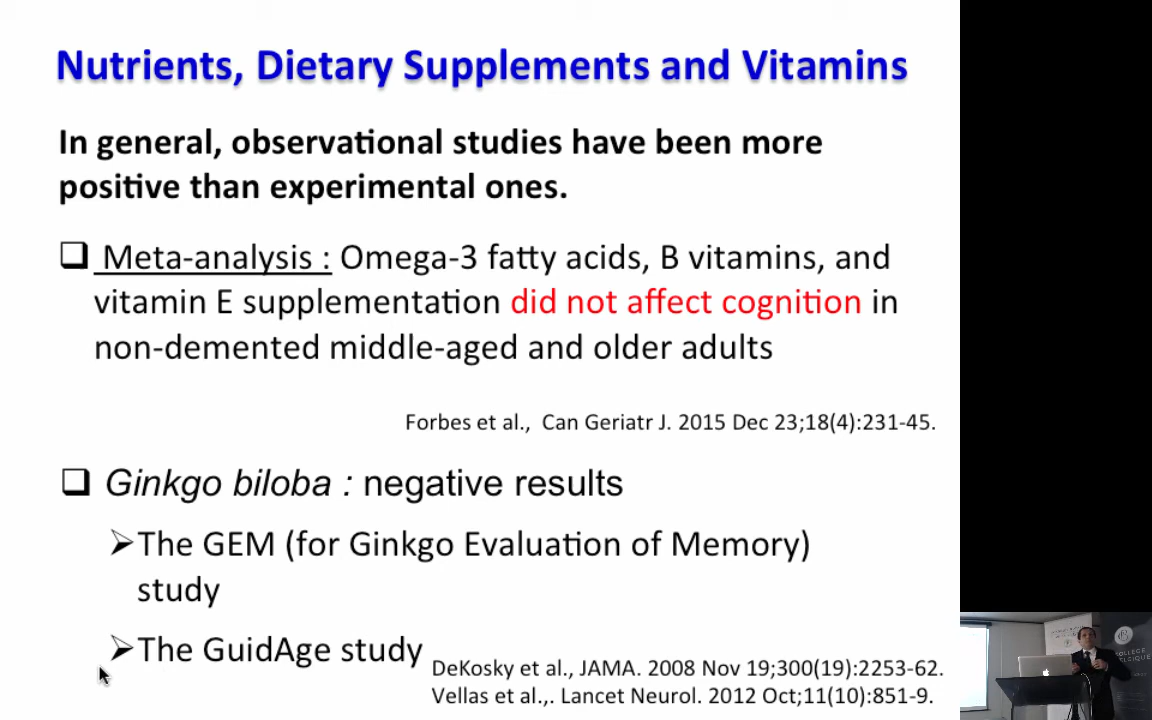 Nutrients, Dietary Supplements and Vitamins
In general, observational studies have been more
positive than experimental ones.
Meta-analysis : Omega-3 fatty acids, B vitamins, and
vitamin E supplementation did not affect cognition in
non-demented middle-aged and older adults
Forbes et al., Can Geriatr J. 2015 Dec 23;18(4):231-45.
Ginkgo biloba : negative results
The GEM (for Ginkgo Evaluation of Memory)
study
The GuidAge study
DeKosky et al., JAMA. 2008 Nov 19;300(19):2253-62.
Vellas et al.,. Lancet Neurol. 2012 Oct;11(10):851-9.